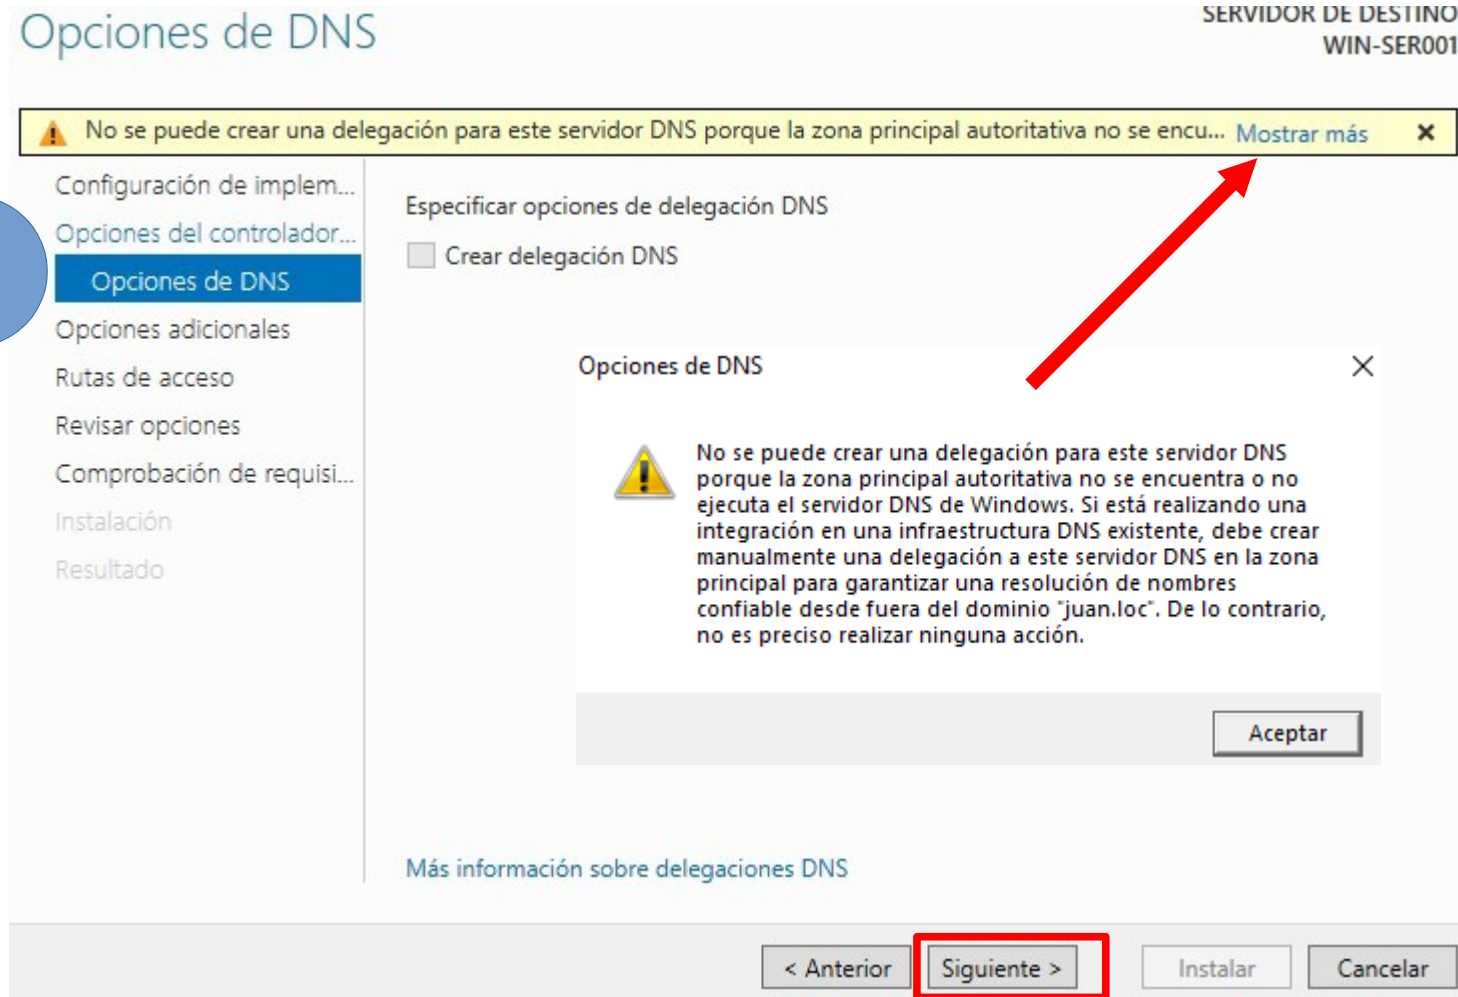 Opciones de DNS
SERVIDOR DE DESTINO
WIN-SER001
No se puede crear una delegación para este servidor DNS porque la zona principal autoritativa no se encu... Mostrar más
Configuración de implem...
Opciones del controlador...
Opciones de DNS
Opciones adicionales
Rutas de acceso
Revisar opciones
Comprobación de requisi...
Instalación
Resultado
Especificar opciones de delegación DNS
Crear delegación DNS
Opciones de DNS
No se puede crear una delegación para este servidor DNS
porque la zona principal autoritativa no se encuentra o no
ejecuta el servidor DNS de Windows. Si está realizando una
integración en una infraestructura DNS existente, debe crear
manualmente una delegación a este servidor DNS en la zona
principal para garantizar una resolución de nombres
confiable desde fuera del dominio "juan.loc". De lo contrario,
no es preciso realizar ninguna acción.
Aceptar
Más información sobre delegaciones DNS
< Anterior
Siguiente >
Instalar
Cancelar